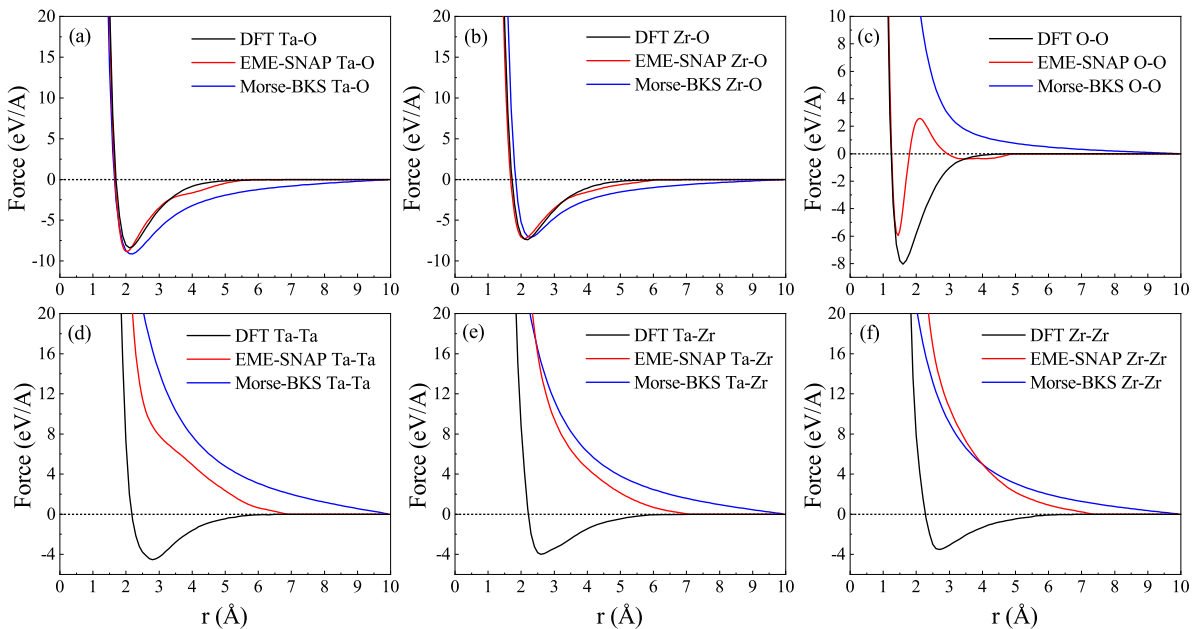 (a)
DFT Ta-O
EME-SNAP Ta-O
Morse-BKS Ta-O
Force (eV/A)
20
15
10
5
0
-5
-10
0 1 2 3 4 5 6 7 8 9 10
(b)
DFT Zr-O
EME-SNAP Zr-O
Morse-BKS Zr-O
Force (eV/A)
20
15
10
5
0
-5
-10
0 1 2 3 4 5 6 7 8 9 10
(c)
DFT O-O
EME-SNAP O-O
Morse-BKS O-O
Force (eV/A)
10
8
6
4
2
0
-2
-4
-6
-8
0 1 2 3 4 5 6 7 8 9 10
(d)
DFT Ta-Ta
EME-SNAP Ta-Ta
Morse-BKS Ta-Ta
Force (eV/A)
20
16
12
8
4
0
-4
0 1 2 3 4 5 6 7 8 9 10
r (Å)
(e)
DFT Ta-Zr
EME-SNAP Ta-Zr
Morse-BKS Ta-Zr
Force (eV/A)
20
16
12
8
4
0
-4
0 1 2 3 4 5 6 7 8 9 10
r (Å)
(f)
DFT Zr-Zr
EME-SNAP Zr-Zr
Morse-BKS Zr-Zr
Force (eV/A)
20
16
12
8
4
0
-4
0 1 2 3 4 5 6 7 8 9 10
r (Å)